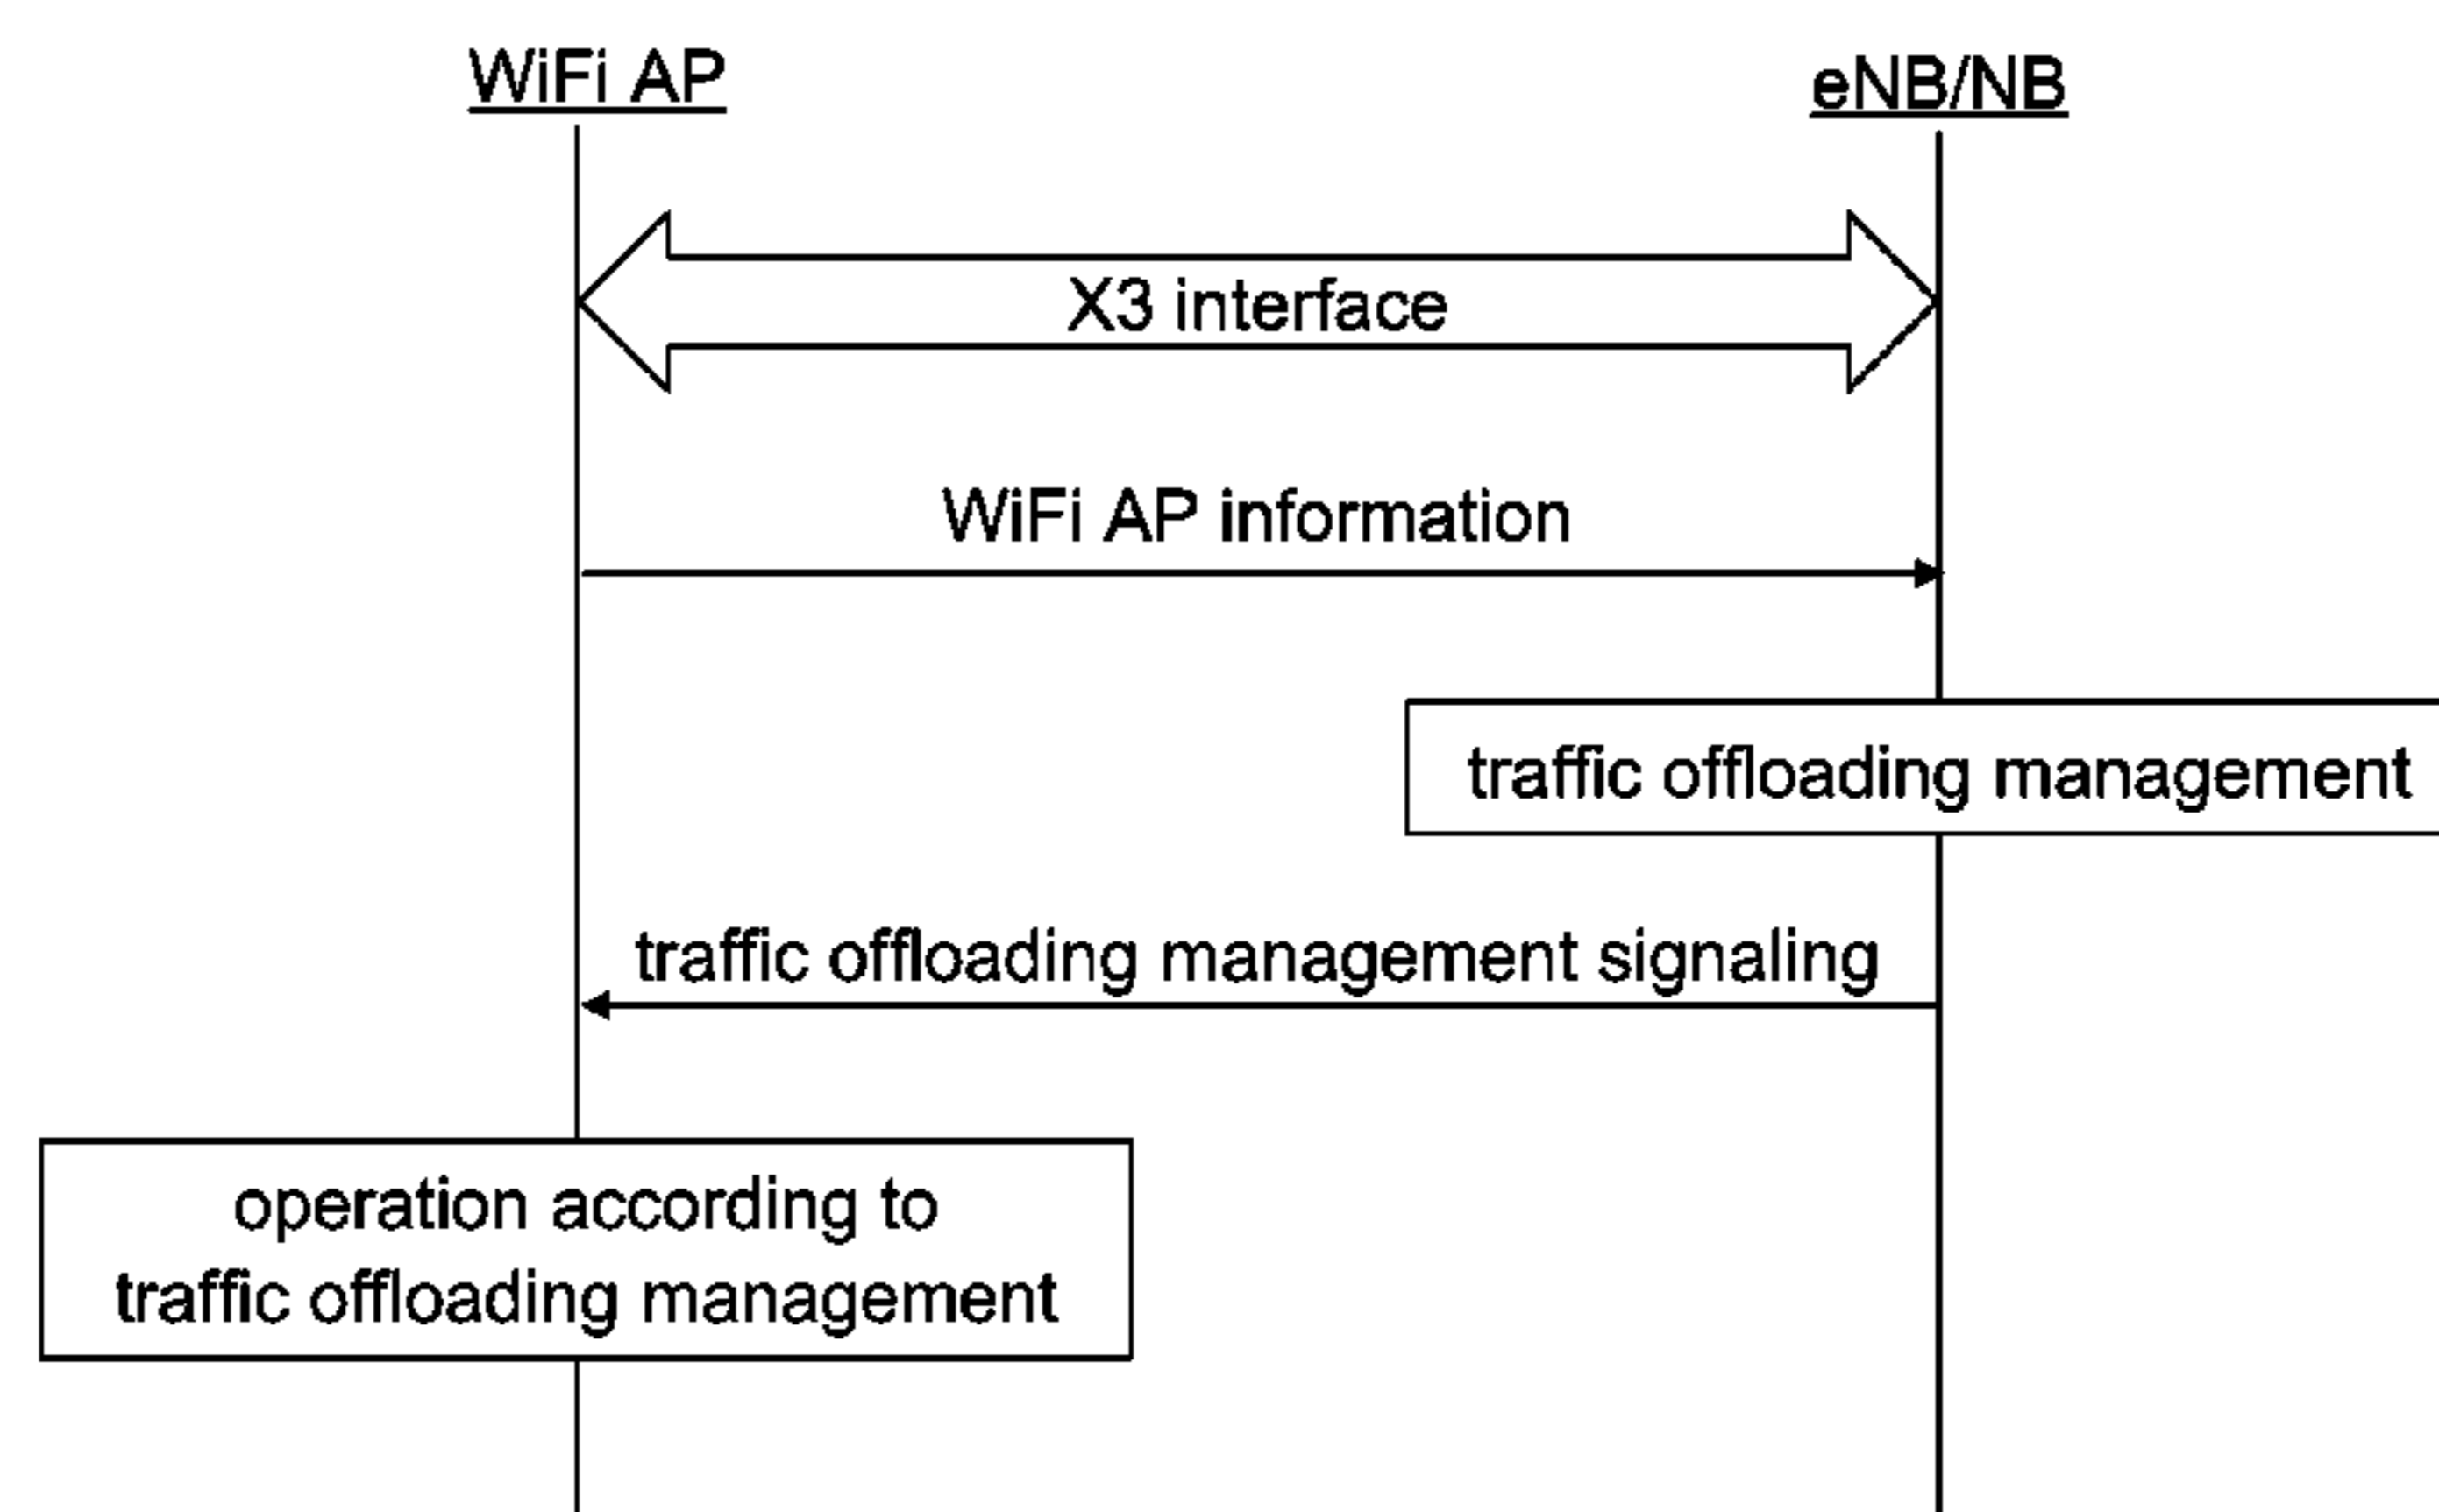 WiFi AP
eNB/NB
X3 interface
WiFi AP information
traffic offloading management
traffic offloading management signaling
operation according to
traffic offloading management